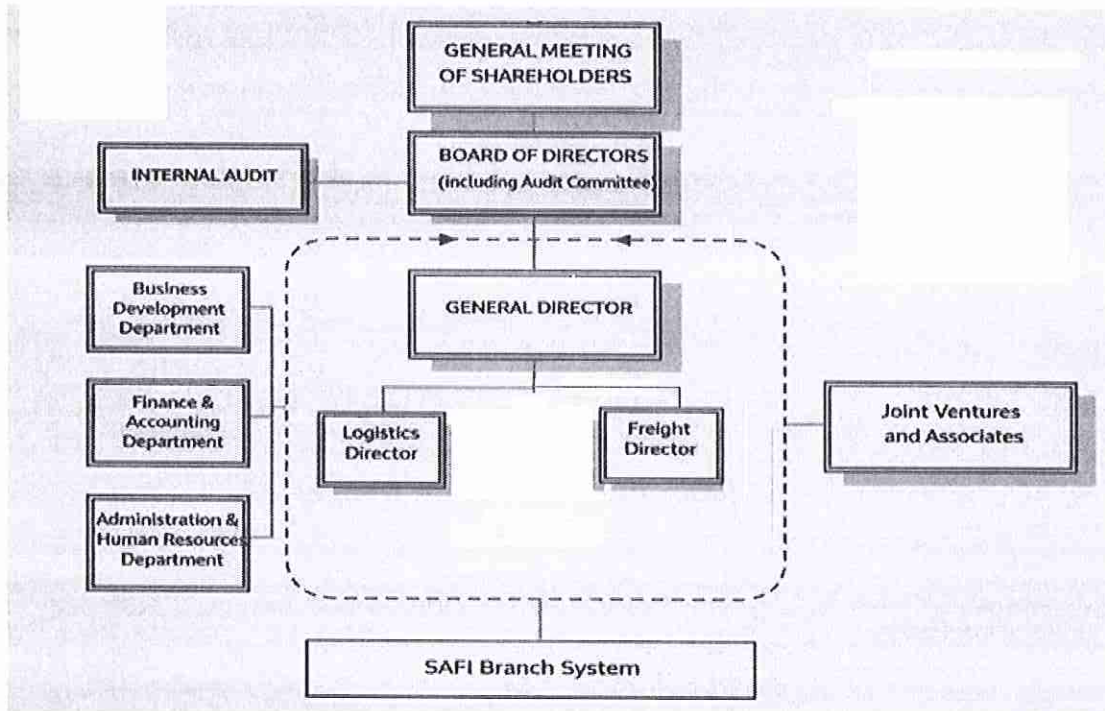 GENERAL MEETING
OF SHAREHOLDERS
BOARD OF DIRECTORS
(including Audit Committee)
INTERNAL AUDIT
GENERAL DIRECTOR
Business
Development
Department
Finance &
Accounting
Department
Administration &
Human Resources
Department
Logistics
Director
Freight
Director
Joint Ventures
and Associates
SAFI Branch System